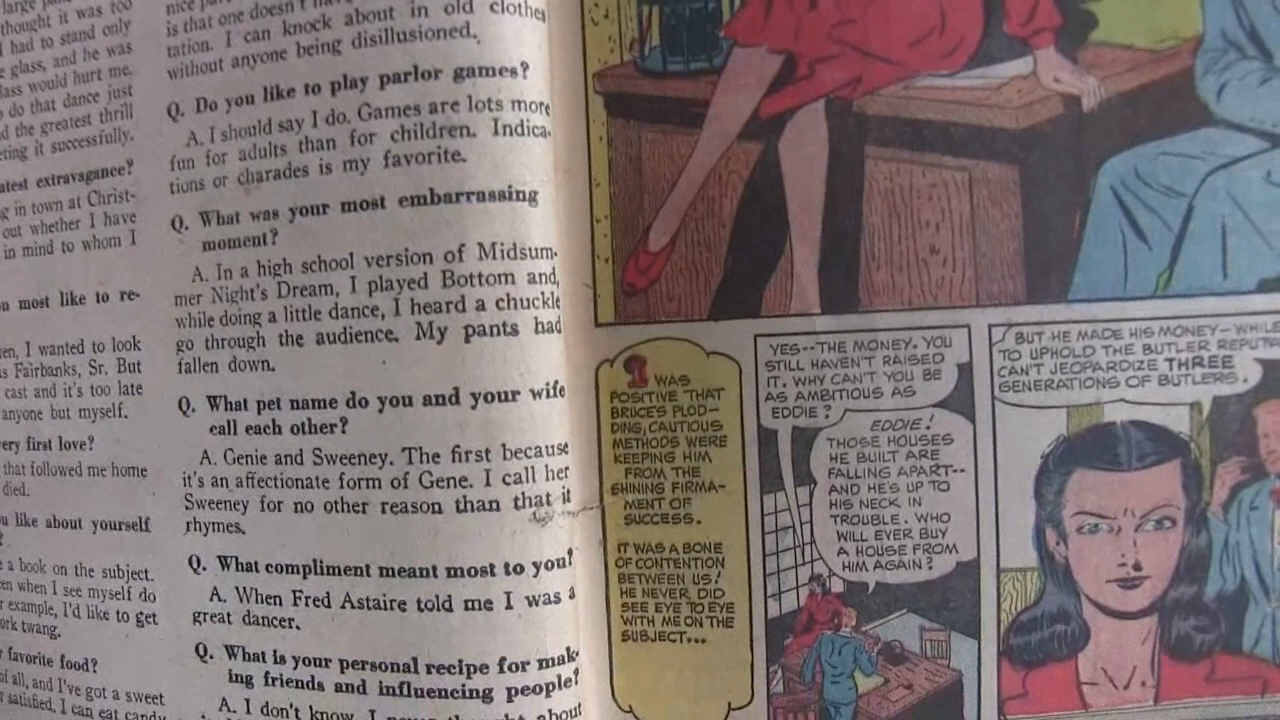 thought it was too
had to stand only
e glass, and he was
glass would hurt me.
do that dance just
d the greatest thrill
eting it successfully.
atest extravagance?
g in town at Christ-
out whether I have
in mind to whom I
u most like to re-
en, I wanted to look
s Fairbanks, Sr. But
cast and it's too late
anyone but myself.
ery first love?
that followed me home
died.
u like about yourself
?
a book on the subject.
en when I see myself do
r example, I'd like to get
ork twang.
r favorite food?
of all, and I've got a sweet
r satisfied. I can eat candy
is that one doesn't
tation. I can knock about in old clothes
without anyone being disillusioned.
Q. Do you like to play parlor games?
A. I should say I do. Games are lots more
fun for adults than for children. Indica-
tions or charades is my favorite.
Q. What was your most embarrassing
moment?
A. In a high school version of Midsum-
mer Night's Dream, I played Bottom and,
while doing a little dance, I heard a chuckle
go through the audience. My pants had
fallen down.
Q. What pet name do you and your wife
call each other?
A. Genie and Sweeney. The first because
it's an affectionate form of Gene. I call her
Sweeney for no other reason than that it
rhymes.
Q. What compliment meant most to you?
A. When Fred Astaire told me I was a
great dancer.
Q. What is your personal recipe for mak-
ing friends and influencing people?
A. I don't know. I never thought about
I WAS
POSITIVE THAT
BRUCE'S PLOD-
DING, CAUTIOUS
METHODS WERE
KEEPING HIM
FROM THE
SHINING FIRMA-
MENT OF
SUCCESS.
IT WAS A BONE
OF CONTENTION
BETWEEN US!
HE NEVER DID
SEE EYE TO EYE
WITH ME ON THE
SUBJECT...
YES--THE MONEY. YOU
STILL HAVEN'T RAISED
IT. WHY CAN'T YOU BE
AS AMBITIOUS AS
EDDIE?
EDDIE!
THOSE HOUSES
HE BUILT ARE
FALLING APART--
AND HE'S UP TO
HIS NECK IN
TROUBLE. WHO
WILL EVER BUY
A HOUSE FROM
HIM AGAIN?
BUT HE MADE HIS MONEY-WHILE
TO UPHOLD THE BUTLER REPUTA
CAN'T JEOPARDIZE THREE
GENERATIONS OF BUTLERS.